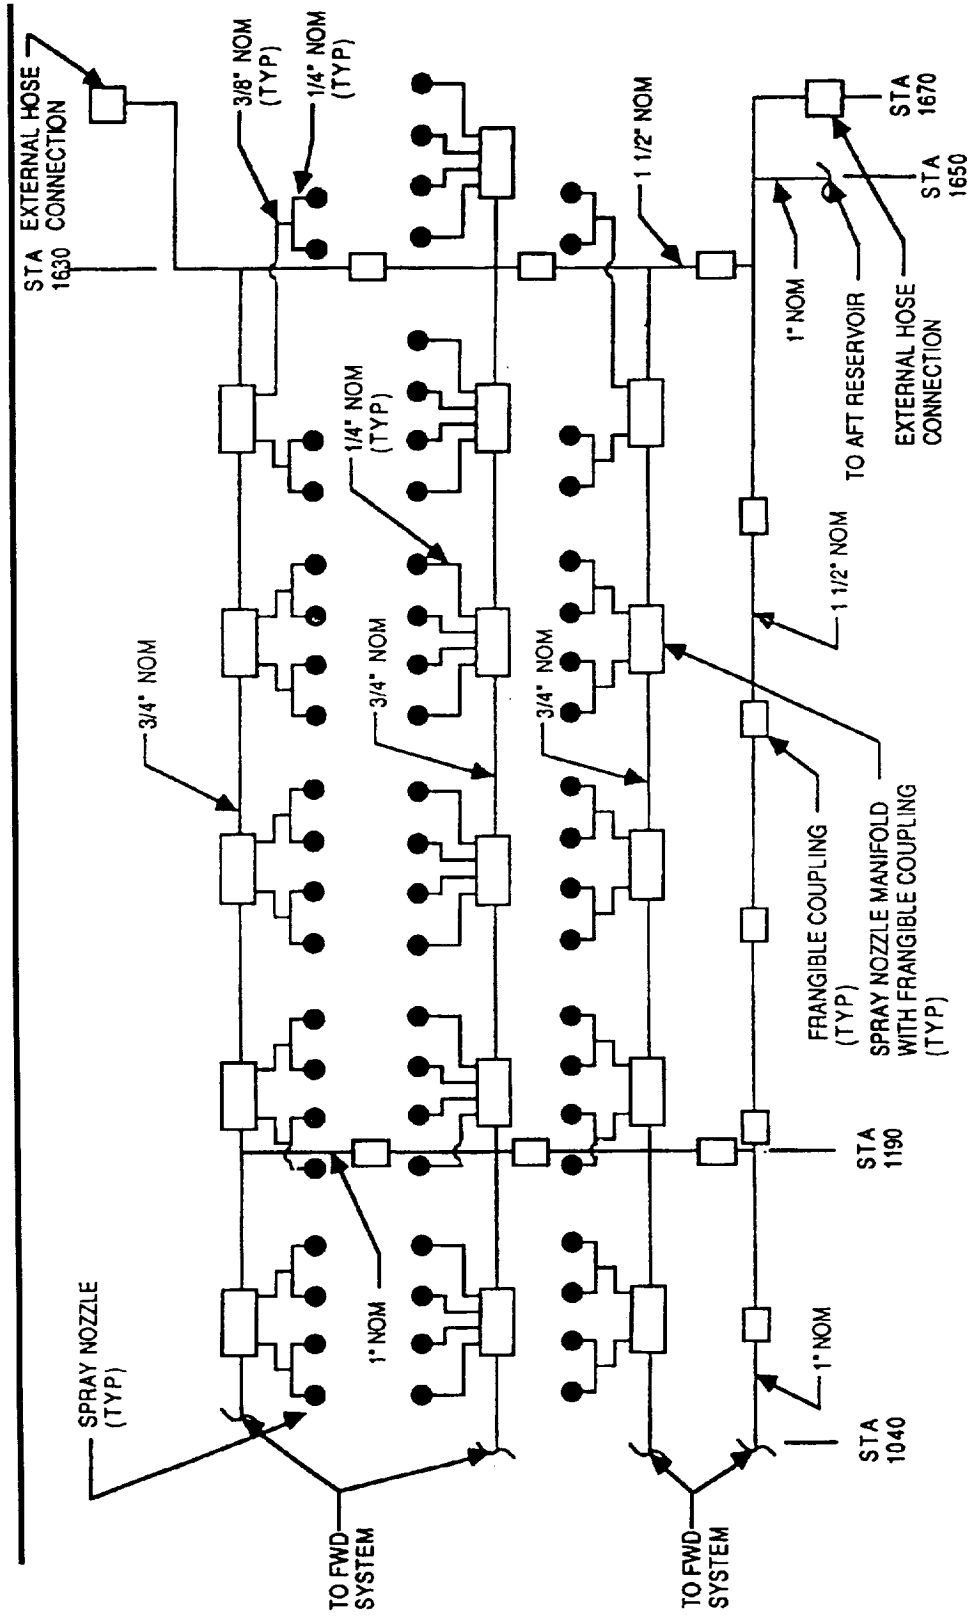 STA
1630
EXTERNAL HOSE
CONNECTION
3/8" NOM
(TYP)
1/4" NOM
(TYP)
SPRAY NOZZLE
(TYP)
3/4" NOM
1/4" NOM
(TYP)
1" NOM
3/4" NOM
3/4" NOM
1 1/2" NOM
TO FWD
SYSTEM
TO FWD
SYSTEM
1" NOM
STA
1040
STA
1190
FRANGIBLE COUPLING
(TYP)
SPRAY NOZZLE MANIFOLD
WITH FRANGIBLE COUPLING
(TYP)
1 1/2" NOM
1" NOM
TO AFT RESERVOIR
EXTERNAL HOSE
CONNECTION
STA
1650
STA
1670